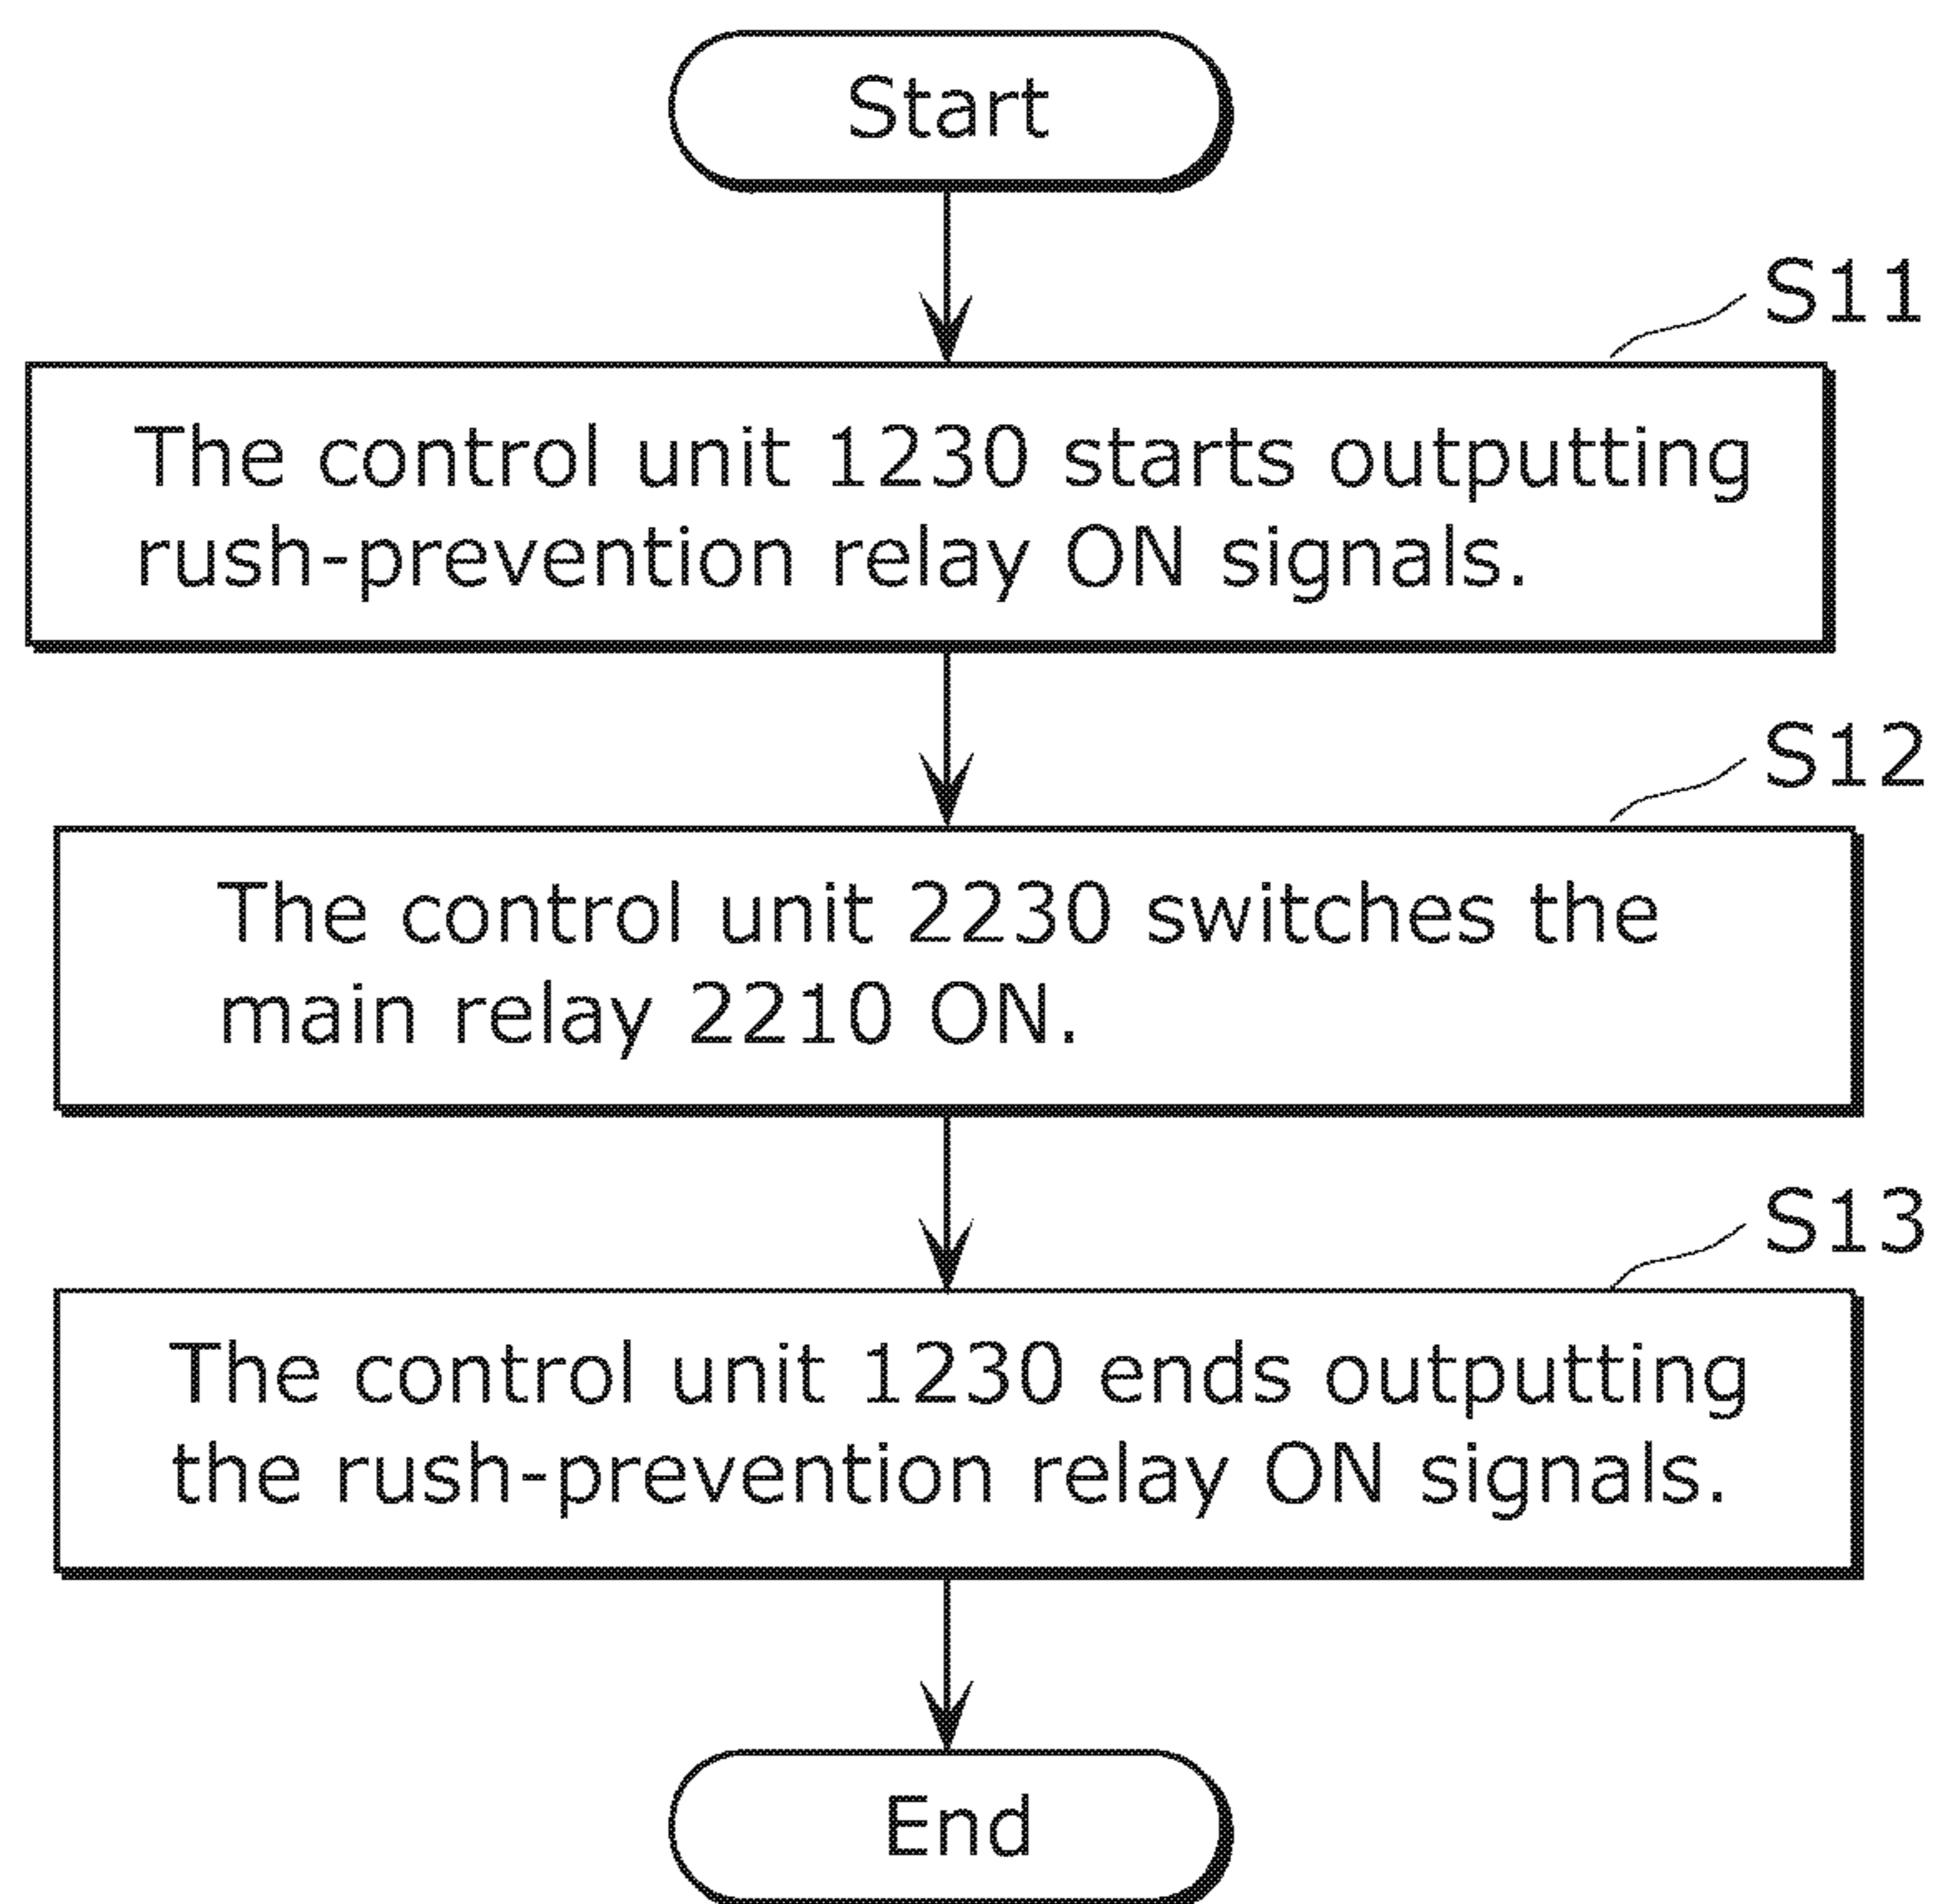 Start
S11
The control unit 1230 starts outputting
rush-prevention relay ON signals.
S12
The control unit 2230 switches the
main relay 2210 ON.
S13
The control unit 1230 ends outputting
the rush-prevention relay ON signals.
End